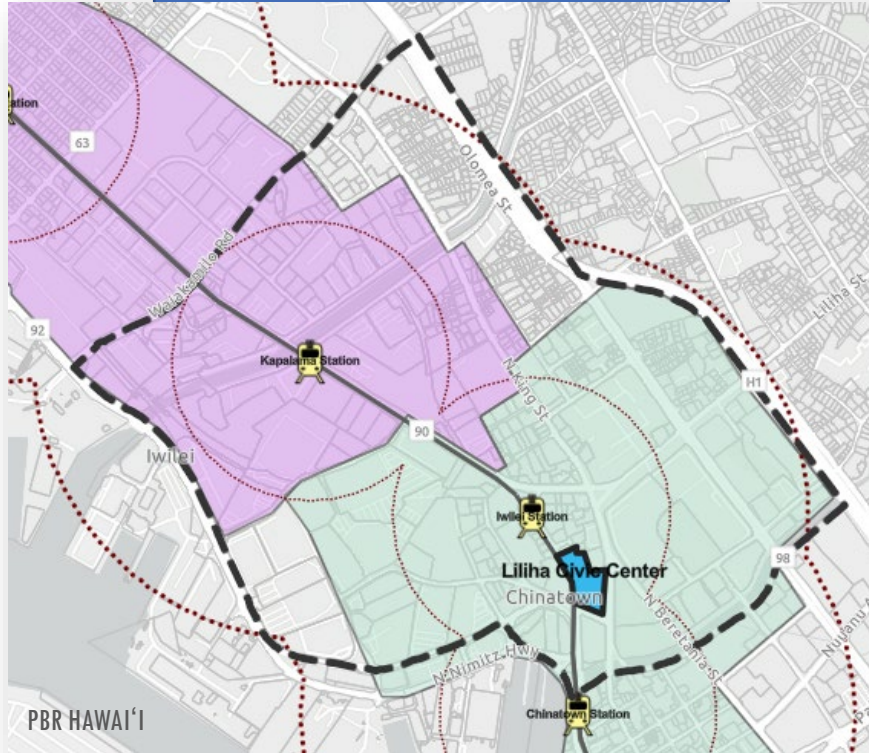 ation
63
Olomea St
Waiakamilo Rd
Liliha St
92
Kapalama Station
N King St
H1
90
Iwilei
Iwilei Station
98
Liliha Civic Center
Chinatown
N Beretania St
Nuuanu A
N Nimitz Hwy
Chinatown Station
PBR HAWAIʻI